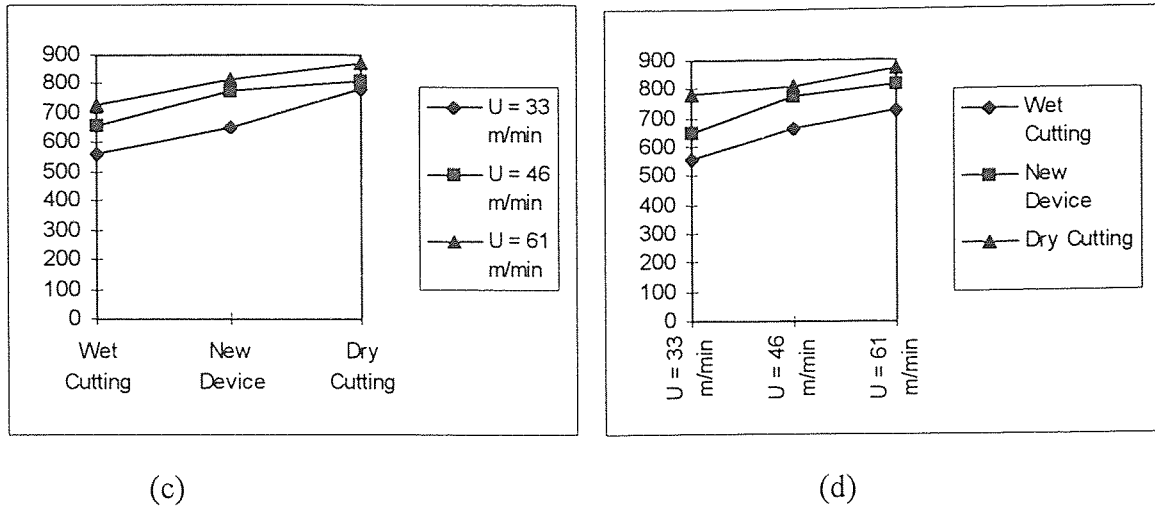 900
800
700
600
500
400
300
200
100
0
Wet
Cutting
New
Device
Dry
Cutting
U = 33
m/min
U = 46
m/min
U = 61
m/min
(c)
900
800
700
600
500
400
300
200
100
0
U = 33
m/min
U = 46
m/min
U = 61
m/min
Wet
Cutting
New
Device
Dry Cutting
(d)